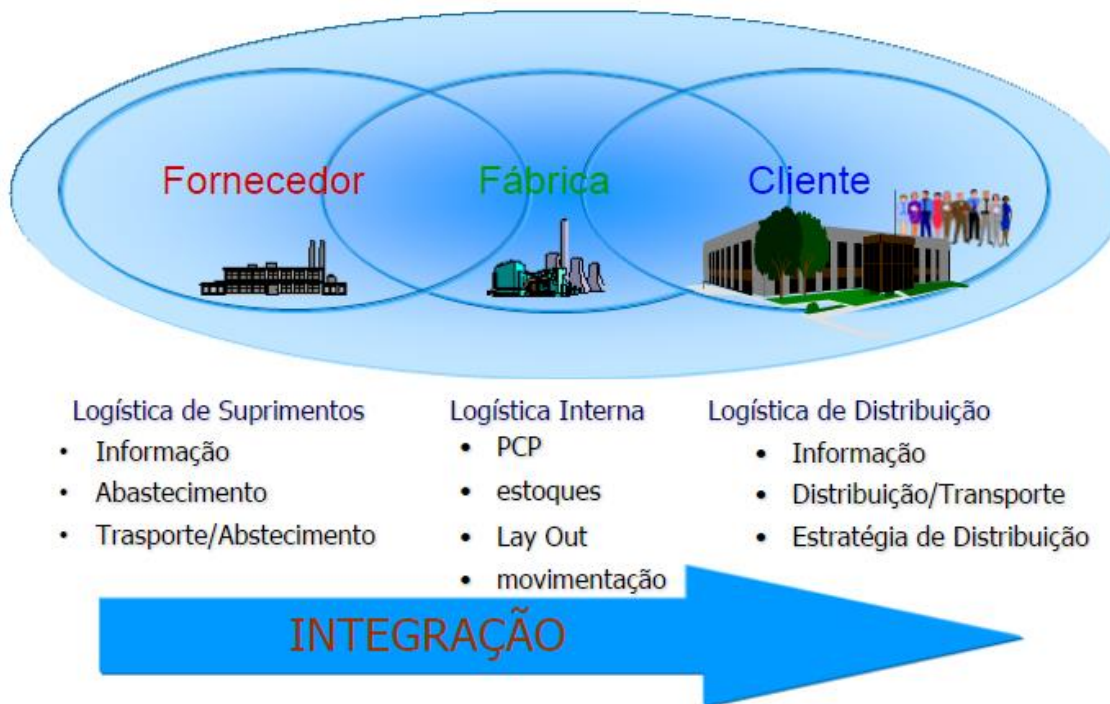 Fornecedor
Fábrica
Cliente
Logística de Suprimentos
• Informação
• Abastecimento
• Trasporte/Abstecimento
Logística Interna
• PCP
• estoques
• Lay Out
• movimentação
Logística de Distribuição
• Informação
• Distribuição/Transporte
• Estratégia de Distribuição
INTEGRAÇÃO